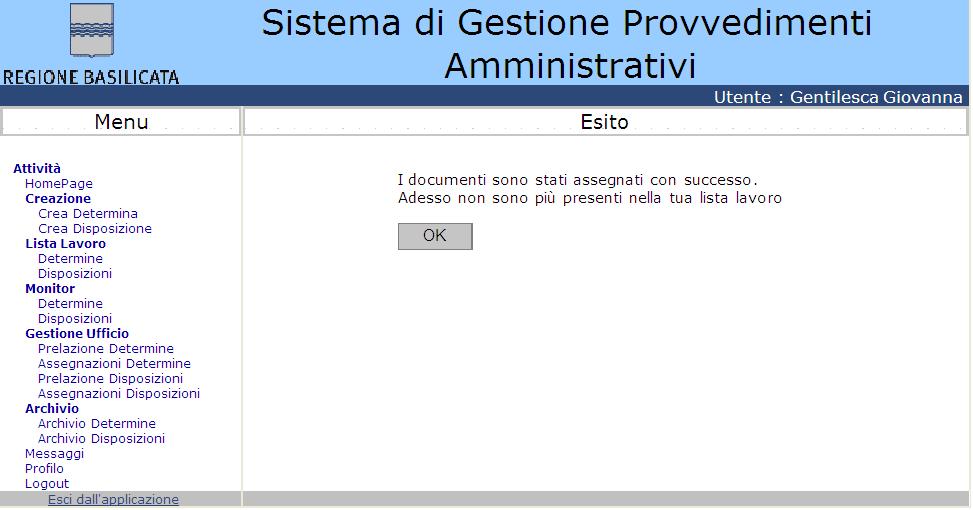 Sistema di Gestione Provvedimenti
Amministrativi
REGIONE BASILICATA
Utente : Gentilesca Giovanna
Menu
Esito
Attività
HomePage
Creazione
Crea Determina
Crea Disposizione
Lista Lavoro
Determine
Disposizioni
Monitor
Determine
Disposizioni
Gestione Ufficio
Prelazione Determine
Assegnazioni Determine
Prelazione Disposizioni
Assegnazioni Disposizioni
Archivio
Archivio Determine
Archivio Disposizioni
Messaggi
Profilo
Logout
Esci dall'applicazione
I documenti sono stati assegnati con successo.
Adesso non sono più presenti nella tua lista lavoro
OK